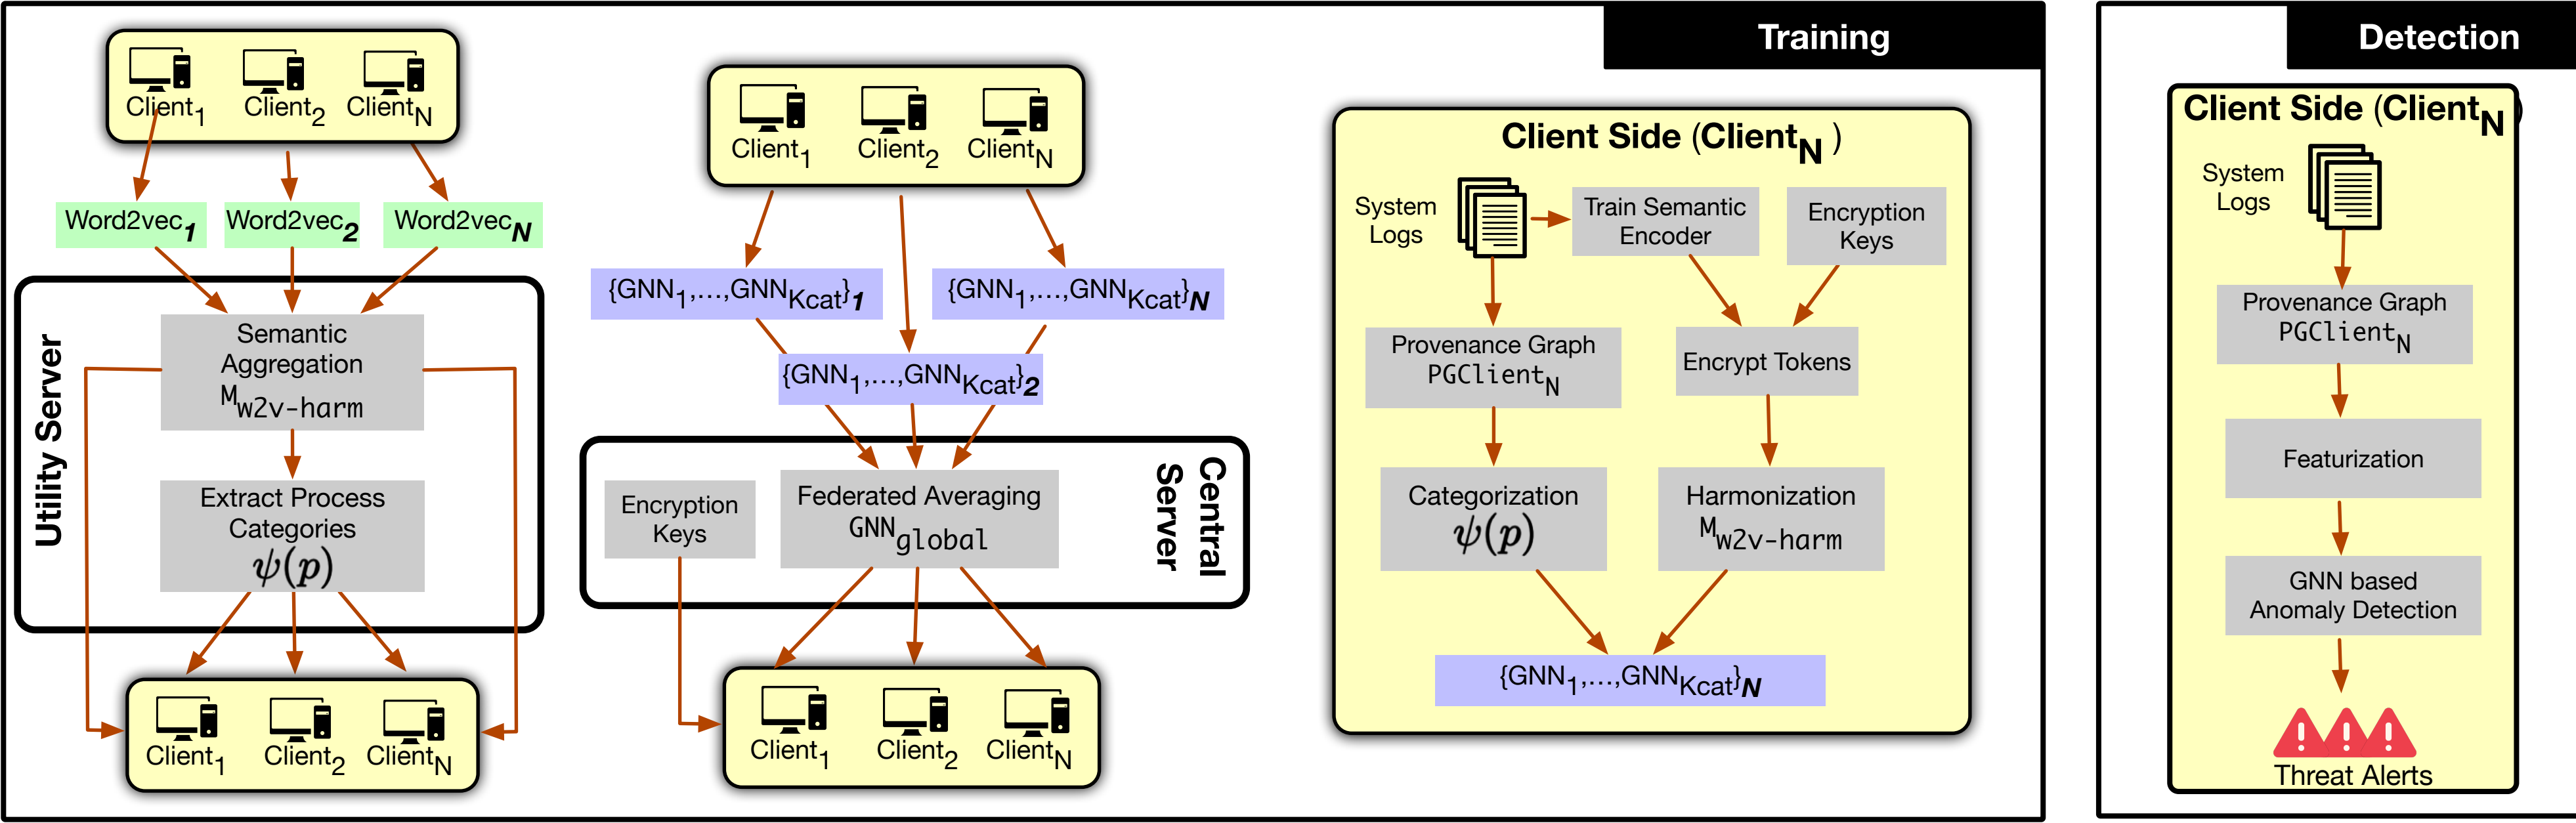 Training
Client1
Client2
ClientN
Word2vec1
Word2vec2
Word2vecN
Utility Server
Semantic
Aggregation
Mw2v-harm
Extract Process
Categories
ψ(p)
Client1
Client2
ClientN
Client1
Client2
ClientN
{GNN1,...,GNNKcat}1
{GNN1,...,GNNKcat}N
{GNN1,...,GNNKcat}2
Central
Server
Encryption
Keys
Federated Averaging
GNNglobal
Client1
Client2
ClientN
Client Side (ClientN )
System
Logs
Train Semantic
Encoder
Encryption
Keys
Provenance Graph
PGClientN
Encrypt Tokens
Categorization
ψ(p)
Harmonization
Mw2v-harm
{GNN1,...,GNNKcat}N
Detection
Client Side (ClientN )
System
Logs
Provenance Graph
PGClientN
Featurization
GNN based
Anomaly Detection
Threat Alerts